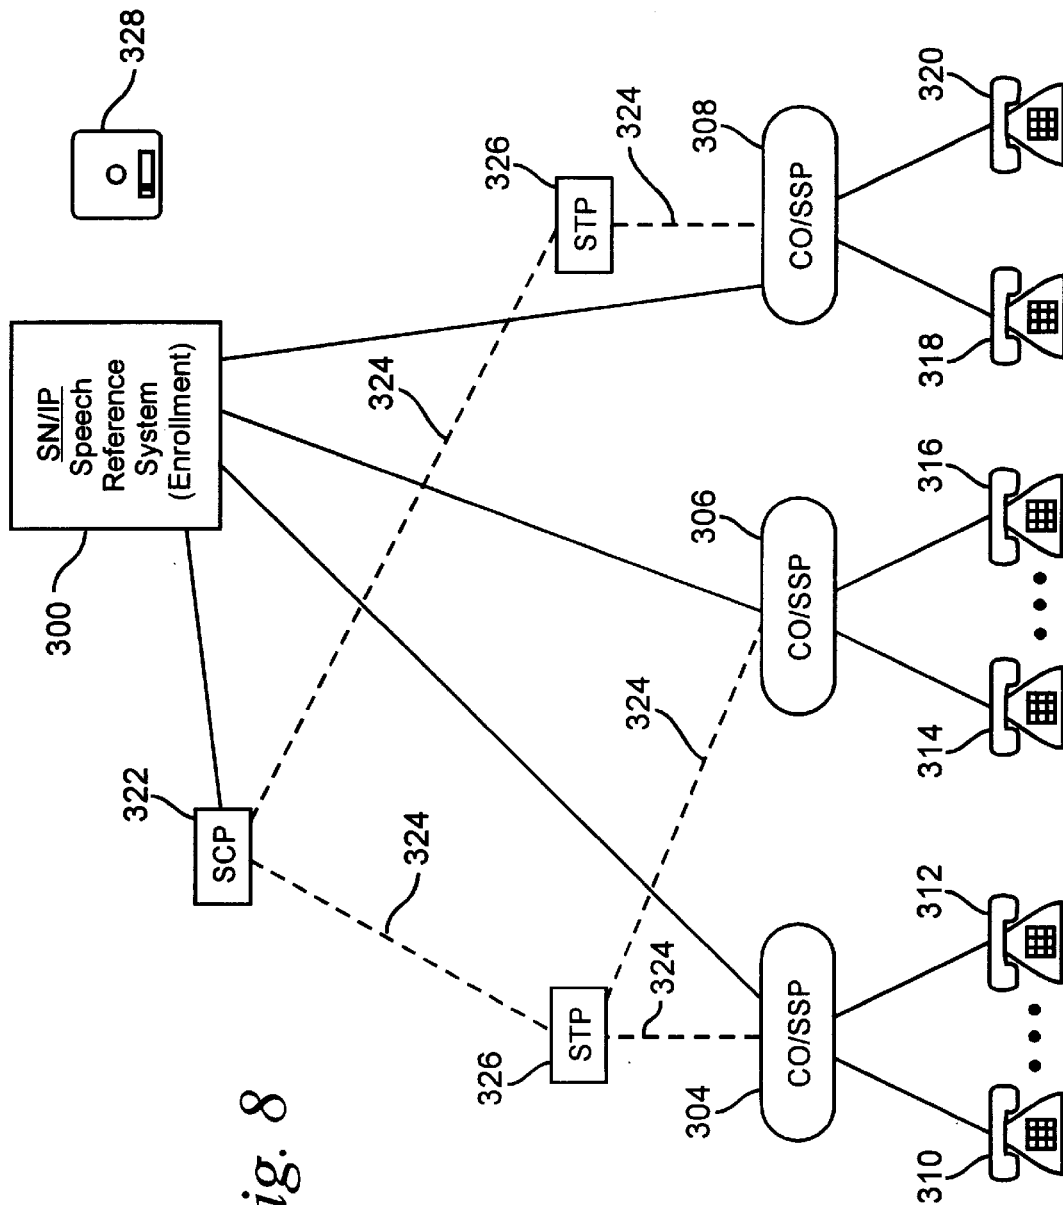 328
SN/IP
Speech
Reference
System
(Enrollment)
300
322
SCP
324
324
326
STP
324
326
STP
324
324
308
CO/SSP
306
CO/SSP
304
CO/SSP
310
312
314
316
318
320
ig. 8